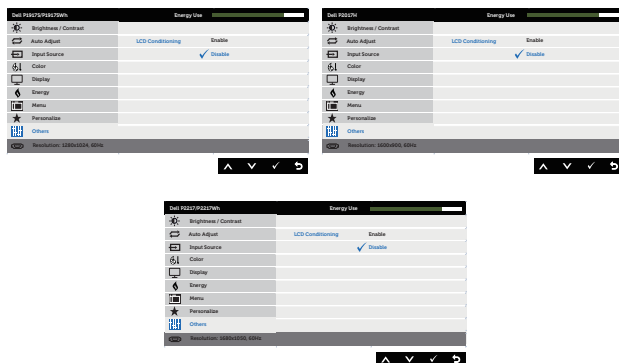 Dell P1917S/P1917SWh Energy Use
Brightness / Contrast
Auto Adjust LCD Conditioning Enable
Input Source Disable
Color
Display
Energy
Menu
Personalize
Others
Resolution: 1280x1024, 60Hz
Dell P2017H Energy Use
Brightness / Contrast
Auto Adjust LCD Conditioning Enable
Input Source Disable
Color
Display
Energy
Menu
Personalize
Others
Resolution: 1600x900, 60Hz
Dell P2217/P2217Wh Energy Use
Brightness / Contrast
Auto Adjust LCD Conditioning Enable
Input Source Disable
Color
Display
Energy
Menu
Personalize
Others
Resolution: 1680x1050, 60Hz